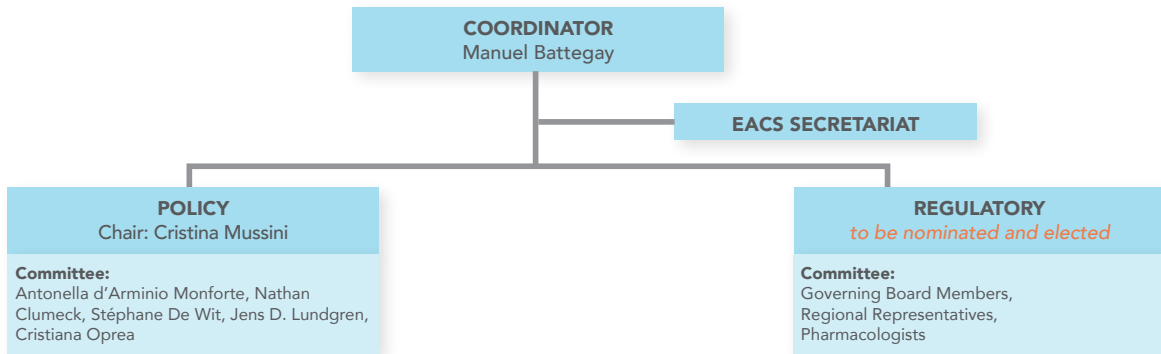 COORDINATOR
Manuel Battegay
EACS SECRETARIAT
POLICY
Chair: Cristina Mussini
Committee:
Antonella d'Arminio Monforte, Nathan
Clumeck, Stéphane De Wit, Jens D. Lundgren,
Cristiana Oprea
REGULATORY
to be nominated and elected
Committee:
Governing Board Members,
Regional Representatives,
Pharmacologists